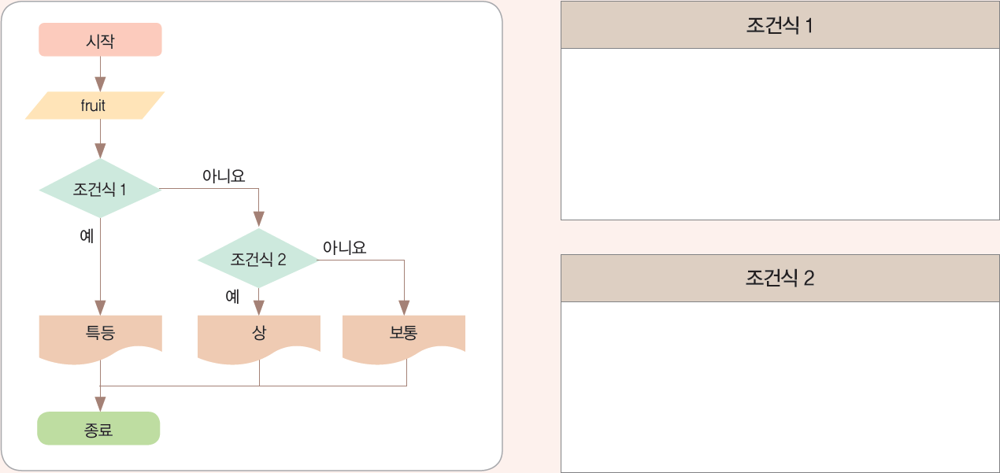 시작
fruit
조건식 1
아니요
예
조건식 2
아니요
예
특등
상
보통
종료
조건식 1
조건식 2